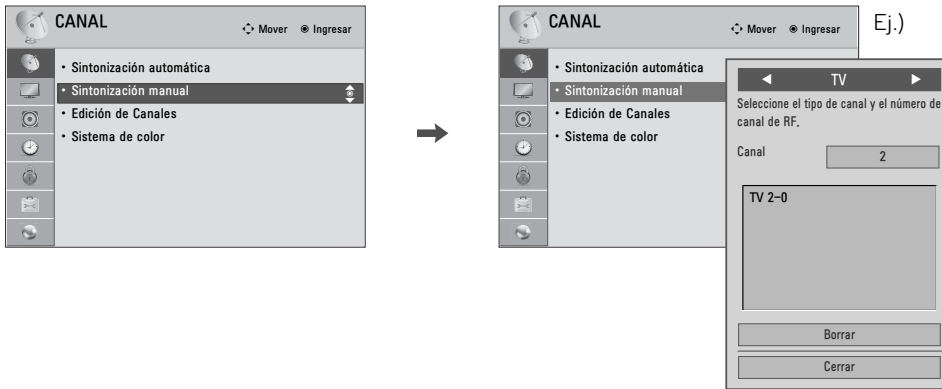 CANAL
Mover
Ingresar
• Sintonización automática
• Sintonización manual
• Edición de Canales
• Sistema de color
CANAL
Mover
Ingresar
Ej.)
• Sintonización automática
• Sintonización manual
• Edición de Canales
• Sistema de color
◀ TV ▶
Seleccione el tipo de canal y el número de
canal de RF.
Canal
2
TV 2-0
Borrar
Cerrar